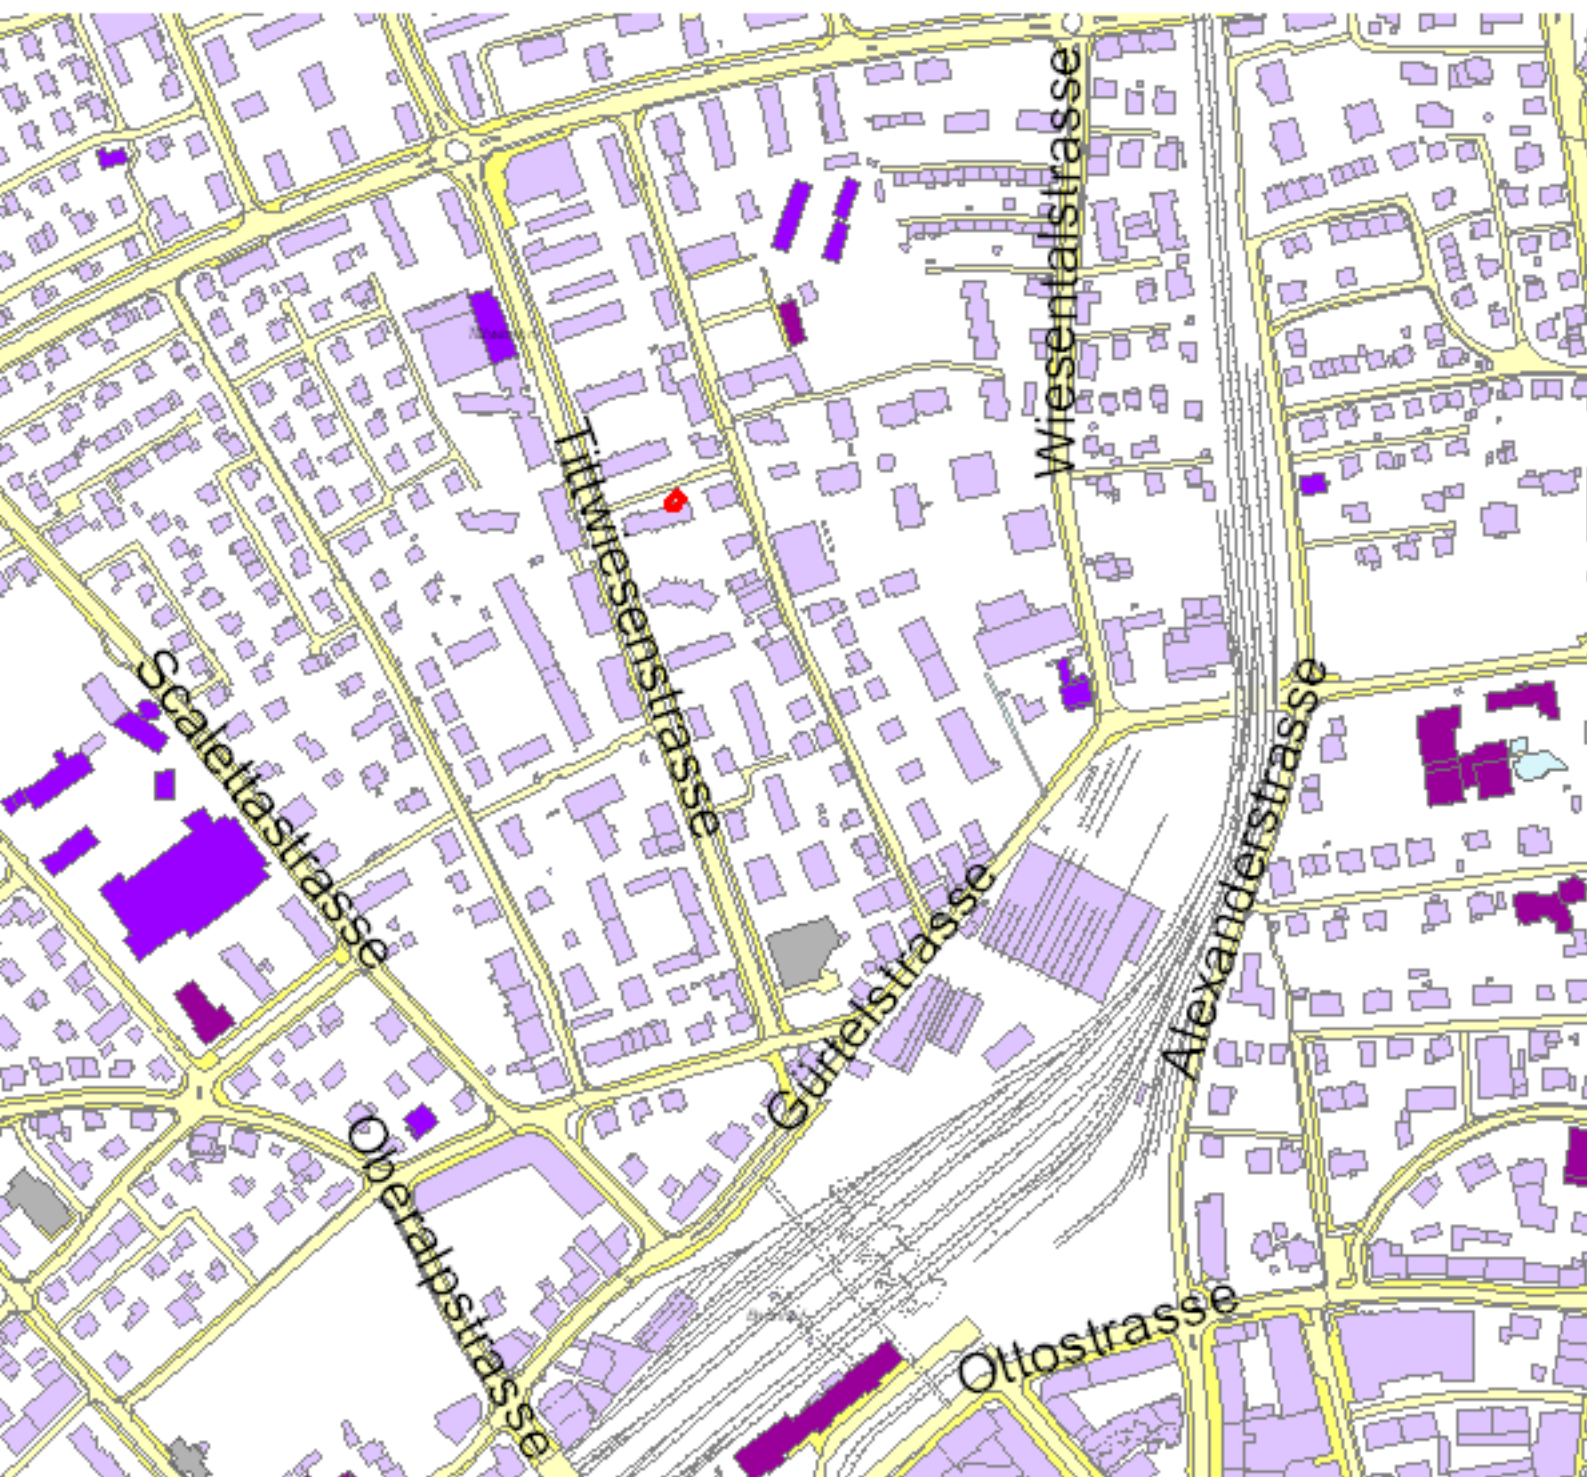 Wiesentalstrasse
Tittwiesenstrasse
Scalettastrasse
Alexanderstrasse
Gürtelstrasse
Oberalpstrasse
Ottostrasse